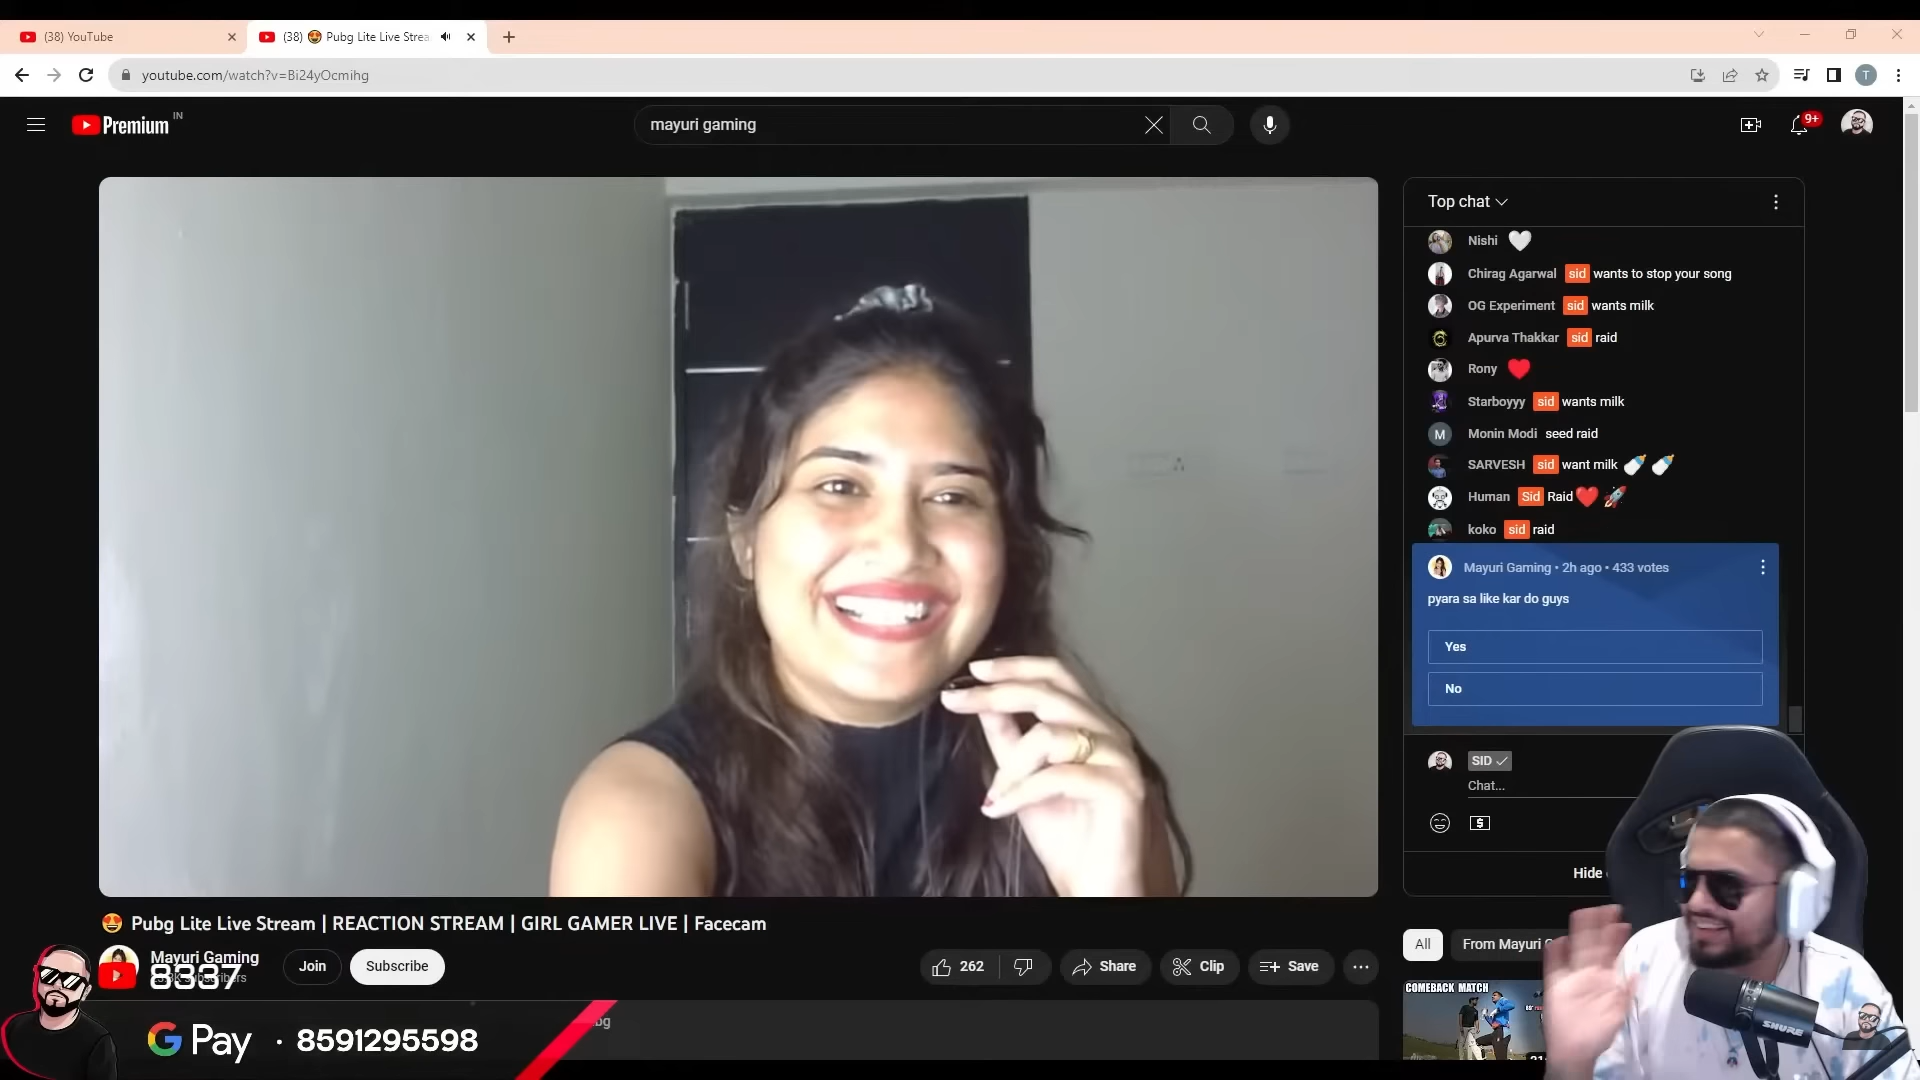 (38) YouTube
(38) 😍 Pubg Lite Live Strea
youtube.com/watch?v=Bi24yOcmihg
T
Premium IN
mayuri gaming
9+
Top chat
Nishi 🤍
Chirag Agarwal sid wants to stop your song
OG Experiment sid wants milk
Apurva Thakkar sid raid
Rony ❤️
Starboyyy sid wants milk
M Monin Modi seed raid
SARVESH sid want milk 🍼 🍼
Human Sid Raid❤️ 🚀
koko sid raid
Mayuri Gaming • 2h ago • 433 votes
pyara sa like kar do guys
Yes
No
SID
Chat...
Hide
😍 Pubg Lite Live Stream | REACTION STREAM | GIRL GAMER LIVE | Facecam
Mayuri Gaming
8337
Join
Subscribe
262
Share
Clip
Save
All
From Mayuri G
COMEBACK MATCH
G Pay · 8591295598
SHURE